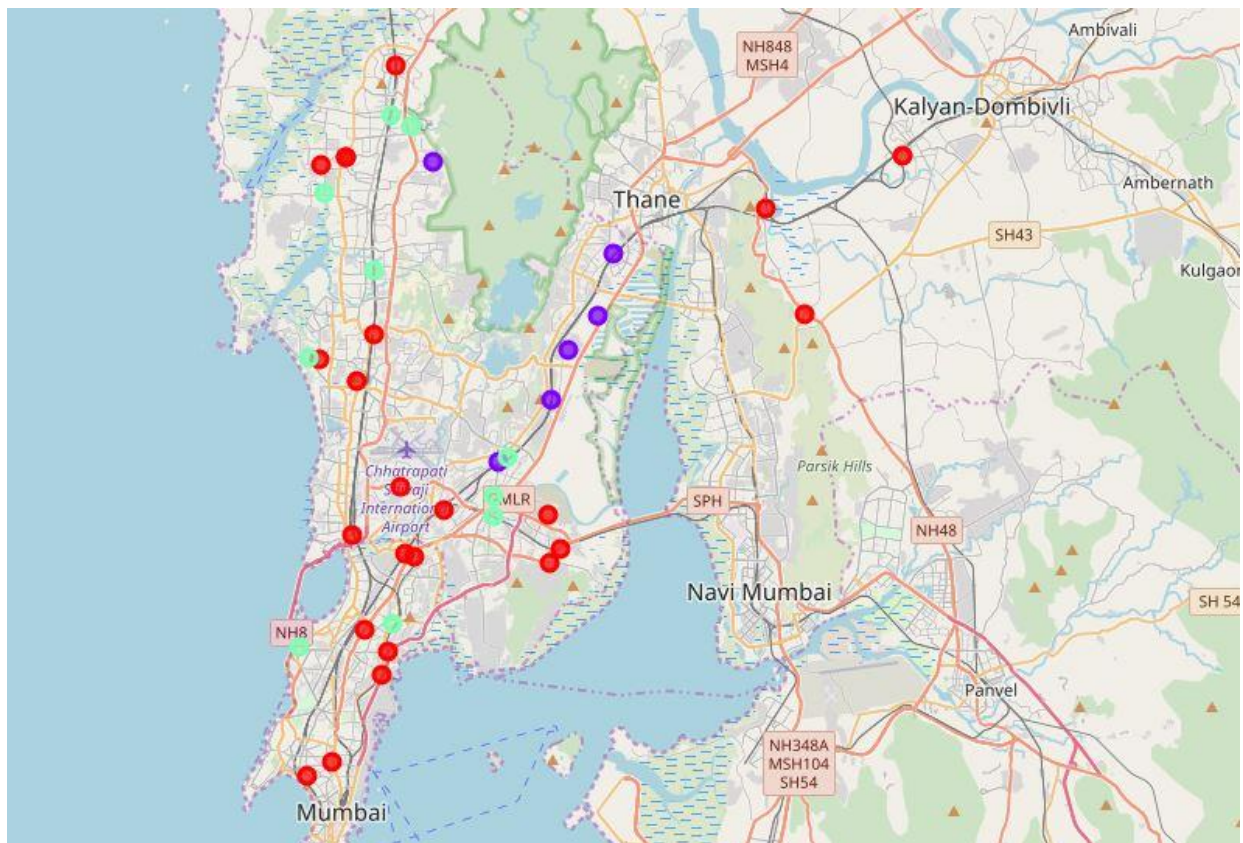 Ambivali
NH848
MSH4
Kalyan-Dombivli
Thane
Ambernath
SH43
Kulgaon
Chhatrapati
Shivaji
International
Airport
Parsik Hills
MLR
SPH
NH48
Navi Mumbai
SH 54
NH8
Panvel
NH348A
MSH104
SH54
Mumbai